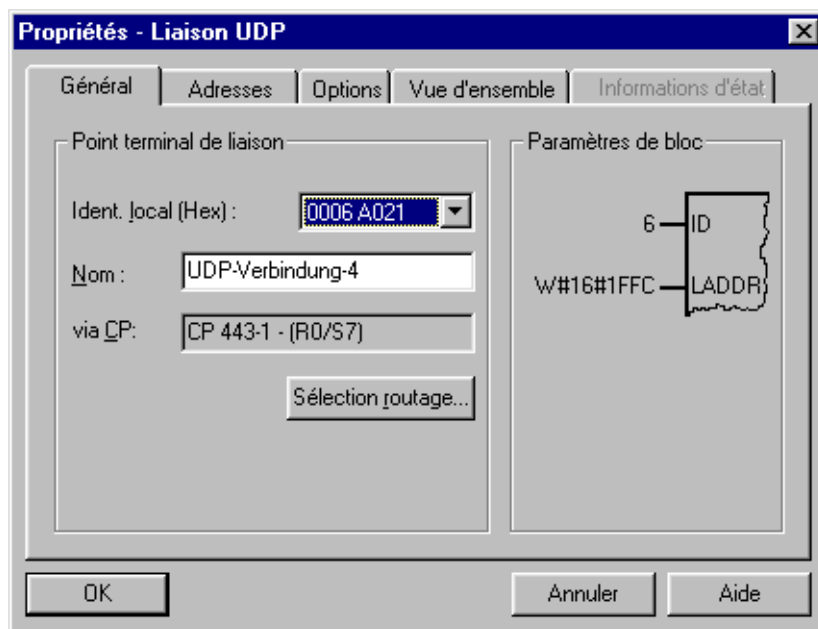 Propriétés - Liaison UDP
Général Adresses Options Vue d'ensemble Informations d'état
Point terminal de liaison
Ident. local (Hex) : 0006 A021
Nom : UDP-Verbindung-4
via CP: CP 443-1 - (R0/S7)
Sélection routage...
Paramètres de bloc
6 ID
W#16#1FFC LADDR
OK Annuler Aide